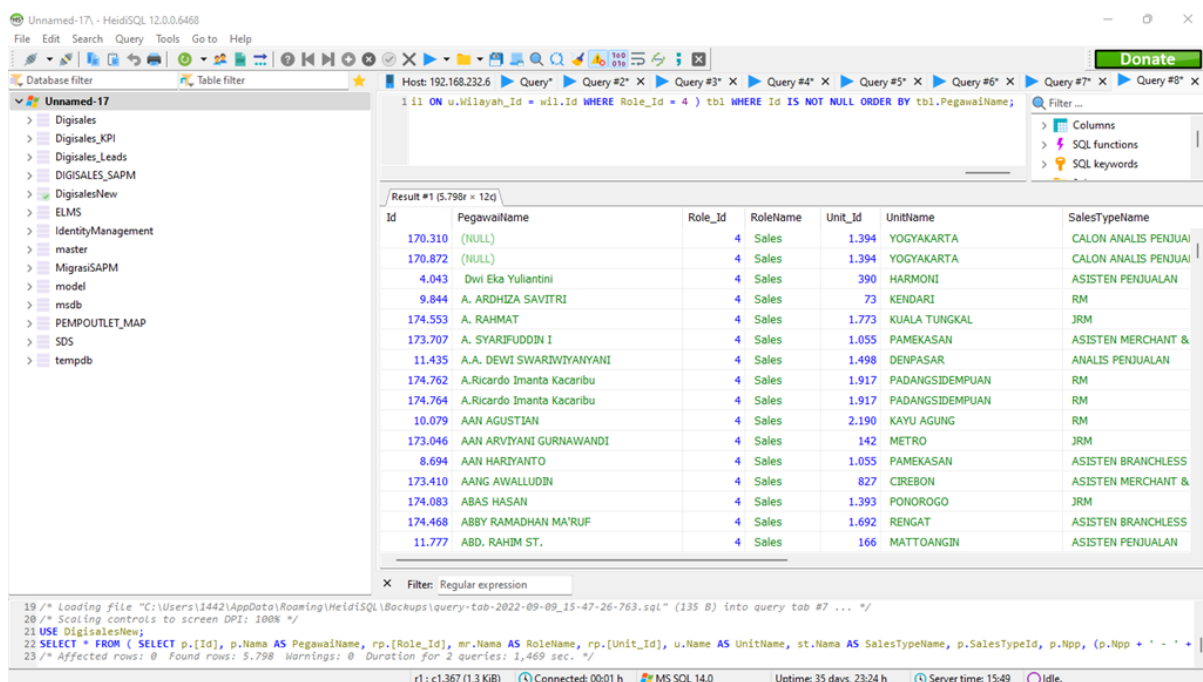 Unnamed-17\ - HeidiSQL 12.0.0.6468
File Edit Search Query Tools Go to Help
Donate
Database filter Table filter
Host: 192.168.232.6 Query* Query #2* X Query #3* X Query #4* X Query #5* X Query #6* X Query #7* X Query #8* X
Unnamed-17
Digisales
Digisales_KPI
Digisales_Leads
DIGISALES_SAPM
DigisalesNew
ELMS
IdentityManagement
master
MigrasiSAPM
model
msdb
PEMPOUTLET_MAP
SDS
tempdb
1 il ON u.Wilayah_Id = wil.Id WHERE Role_Id = 4 ) tbl WHERE Id IS NOT NULL ORDER BY tbl.PegawaiName;
Filter ...
Columns
SQL functions
SQL keywords
Result #1 (5.798r × 12c)
Id PegawaiName Role_Id RoleName Unit_Id UnitName SalesTypeName
170.310 (NULL) 4 Sales 1.394 YOGYAKARTA CALON ANALIS PENJUAL
170.872 (NULL) 4 Sales 1.394 YOGYAKARTA CALON ANALIS PENJUAL
4.043 Dwi Eka Yuliantini 4 Sales 390 HARMONI ASISTEN PENJUALAN
9.844 A. ARDHIZA SAVITRI 4 Sales 73 KENDARI RM
174.553 A. RAHMAT 4 Sales 1.773 KUALA TUNGKAL JRM
173.707 A. SYARIFUDDIN I 4 Sales 1.055 PAMEKASAN ASISTEN MERCHANT &
11.435 A.A. DEWI SWARIWIYANYANI 4 Sales 1.498 DENPASAR ANALIS PENJUALAN
174.762 A.Ricardo Imanta Kacaribu 4 Sales 1.917 PADANGSIDEMPUAN RM
174.764 A.Ricardo Imanta Kacaribu 4 Sales 1.917 PADANGSIDEMPUAN RM
10.079 AAN AGUSTIAN 4 Sales 2.190 KAYU AGUNG RM
173.046 AAN ARVIYANI GURNAWANDI 4 Sales 142 METRO JRM
8.694 AAN HARIYANTO 4 Sales 1.055 PAMEKASAN ASISTEN BRANCHLESS
173.410 AANG AWALLUDIN 4 Sales 827 CIREBON ASISTEN MERCHANT &
174.083 ABAS HASAN 4 Sales 1.393 PONOROGO JRM
174.468 ABBY RAMADHAN MA'RUF 4 Sales 1.692 RENGAT ASISTEN BRANCHLESS
11.777 ABD. RAHIM ST. 4 Sales 166 MATTOANGIN ASISTEN PENJUALAN
X Filter: Regular expression
19 /* Loading file "C:\Users\1442\AppData\Roaming\HeidiSQL\Backups\query-tab-2022-09-09_15-47-26-763.sql" (135 B) into query tab #7 ... */
20 /* Scaling controls to screen DPI: 100% */
21 USE DigisalesNew;
22 SELECT * FROM ( SELECT p.[Id], p.Nama AS PegawaiName, rp.[Role_Id], mr.Nama AS RoleName, rp.[Unit_Id], u.Name AS UnitName, st.Nama AS SalesTypeName, p.SalesTypeId, p.Npp, (p.Npp + ' - ' +
23 /* Affected rows: 0 Found rows: 5.798 Warnings: 0 Duration for 2 queries: 1,469 sec. */
r1 : c1.367 (1,3 KiB) Connected: 00:01 h MS SQL 14.0 Uptime: 35 days, 23:24 h Server time: 15:49 Idle.